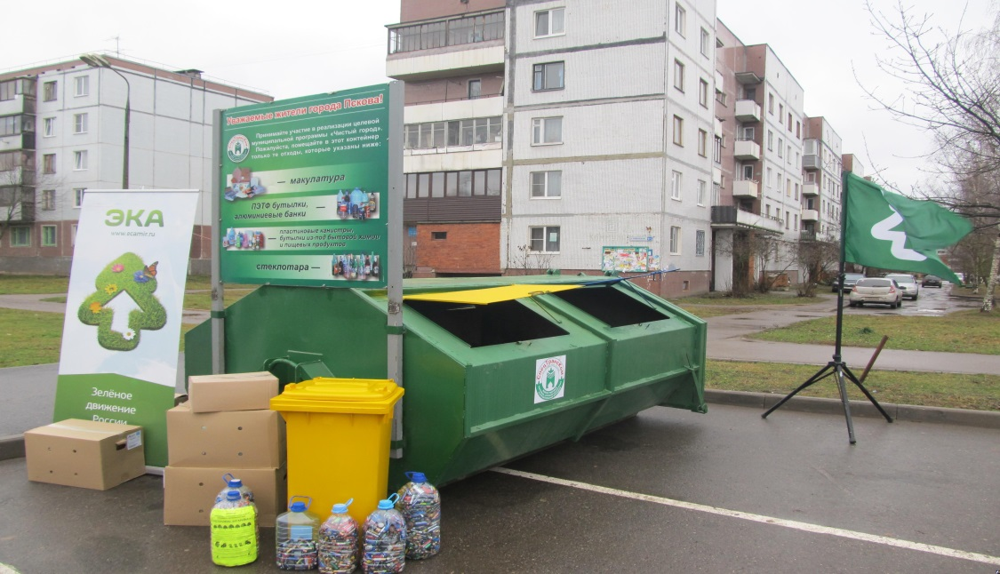 ЭКА
www.ecamir.ru
Зелёное
движение
России
Уважаемые жители города Пскова!
Принимайте участие в реализации целевой
муниципальной программы «Чистый город».
Пожалуйста, помещайте в этот контейнер
только те отходы, которые указаны ниже:
— макулатура
ПЭТФ бутылки, —
алюминиевые банки
— пластиковые канистры,
бутылки из-под бытовой химии
и пищевых продуктов
стеклотара —
СпецТрансКом